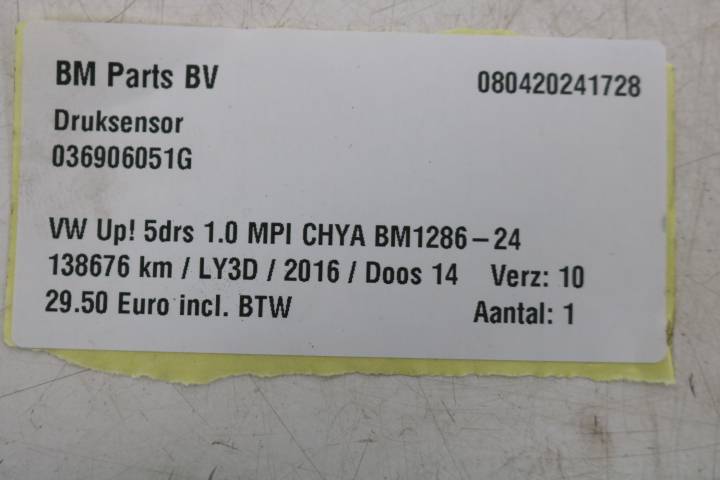 BM Parts BV 080420241728
Druksensor
036906051G
VW Up! 5drs 1.0 MPI CHYA BM1286-24
138676 km / LY3D / 2016 / Doos 14 Verz: 10
29.50 Euro incl. BTW Aantal: 1